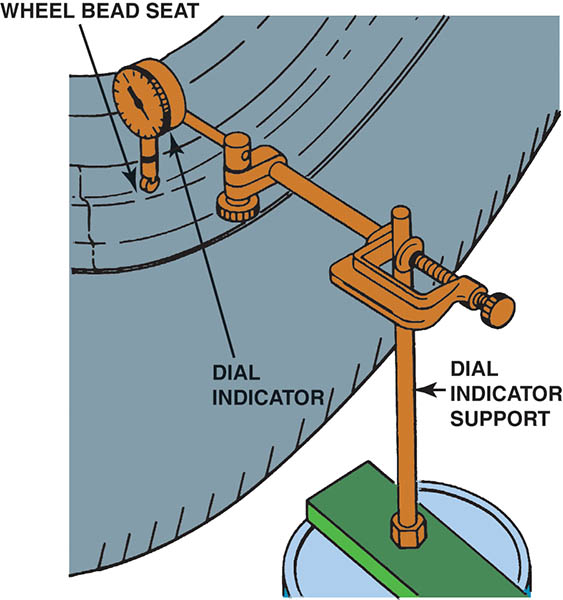 WHEEL BEAD SEAT
DIAL
INDICATOR
DIAL
INDICATOR
SUPPORT